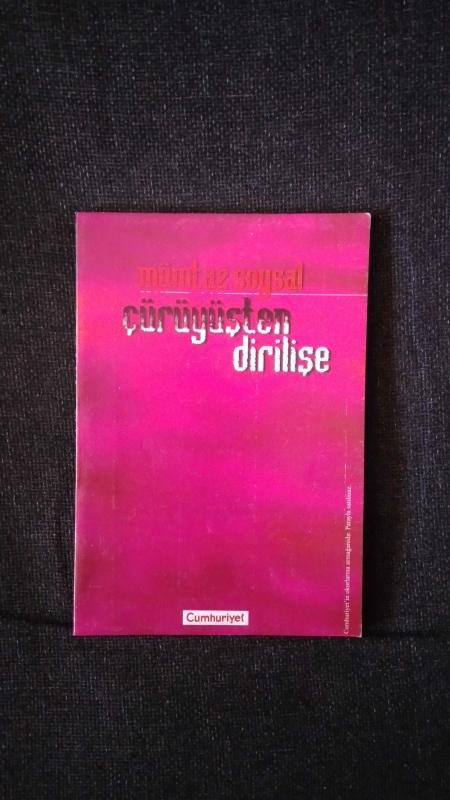 mümtaz soysal
çürüyüşten
dirilişe
Cumhuriyet'in okurlarına armağanıdır. Parayla satılmaz.
Cumhuriyet